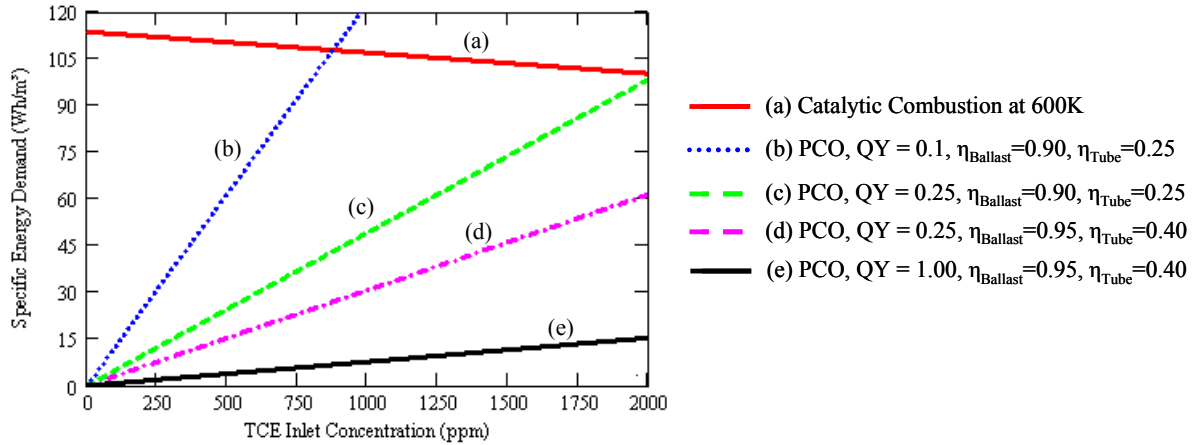 120
105
90
75
60
45
30
15
0
Specific Energy Demand (Wh/m³)
0 250 500 750 1000 1250 1500 1750 2000
TCE Inlet Concentration (ppm)
(a)
(b)
(c)
(d)
(e)
(a) Catalytic Combustion at 600K
(b) PCO, QY = 0.1, ηBallast=0.90, ηTube=0.25
(c) PCO, QY = 0.25, ηBallast=0.90, ηTube=0.25
(d) PCO, QY = 0.25, ηBallast=0.95, ηTube=0.40
(e) PCO, QY = 1.00, ηBallast=0.95, ηTube=0.40